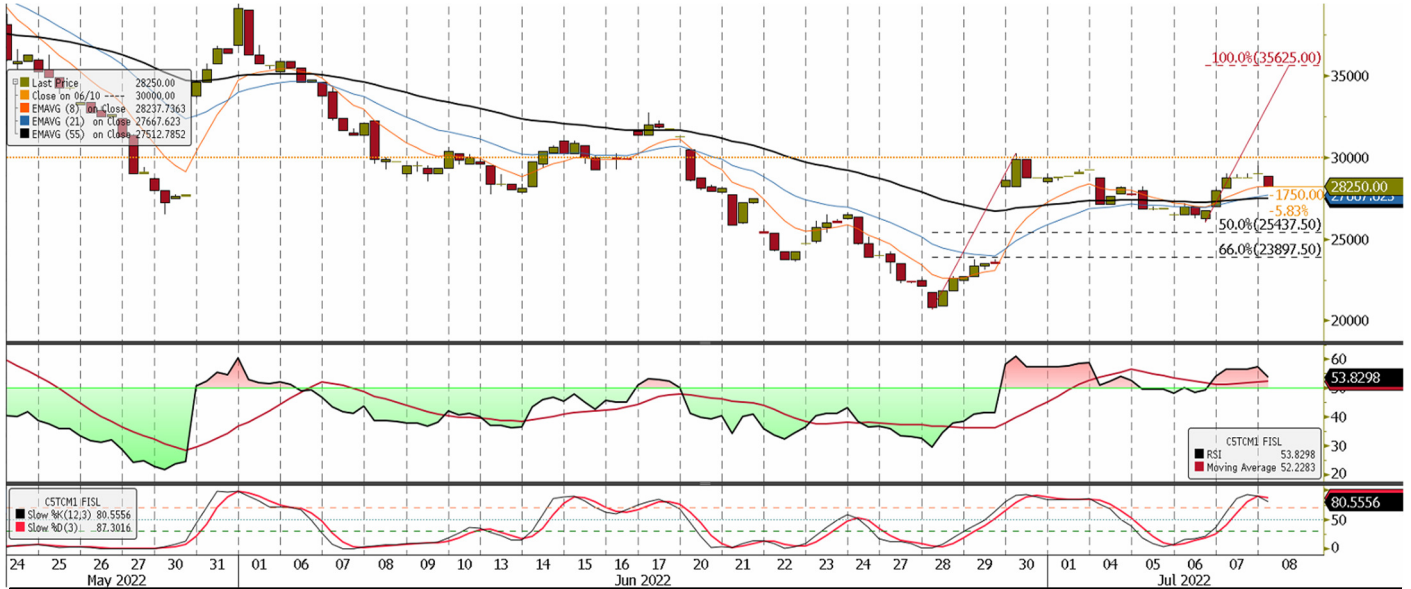 100.0%(35625.00)
35000
Last Price 28250.00
Close on 06/10 ---- 30000.00
EMAVG (8) on Close 28237.7363
EMAVG (21) on Close 27667.623
EMAVG (55) on Close 27512.7852
30000
28250.00
27667.623
-1750.00
-5.83%
50.0%(25437.50)
25000
66.0%(23897.50)
20000
60
53.8298
50
40
30
20
C5TCM1 FISL
RSI 53.8298
Moving Average 52.2283
C5TCM1 FISL
Slow %K(12,3) 80.5556
Slow %D(3) 87.3016
80.5556
50
0
24 25 26 27 30 31 01 06 07 08 09 10 13 14 15 16 17 20 21 22 23 24 27 28 29 30 01 04 05 06 07 08
May 2022 Jun 2022 Jul 2022